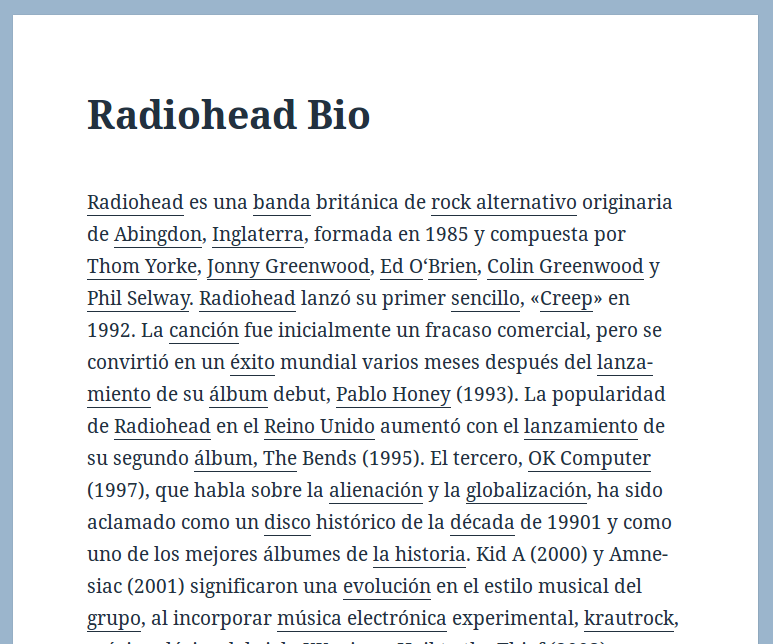 Radiohead Bio
Radiohead es una banda británica de rock alternativo originaria
de Abingdon, Inglaterra, formada en 1985 y compuesta por
Thom Yorke, Jonny Greenwood, Ed O‘Brien, Colin Greenwood y
Phil Selway. Radiohead lanzó su primer sencillo, «Creep» en
1992. La canción fue inicialmente un fracaso comercial, pero se
convirtió en un éxito mundial varios meses después del lanza-
miento de su álbum debut, Pablo Honey (1993). La popularidad
de Radiohead en el Reino Unido aumentó con el lanzamiento de
su segundo álbum, The Bends (1995). El tercero, OK Computer
(1997), que habla sobre la alienación y la globalización, ha sido
aclamado como un disco histórico de la década de 19901 y como
uno de los mejores álbumes de la historia. Kid A (2000) y Amne-
siac (2001) significaron una evolución en el estilo musical del
grupo, al incorporar música electrónica experimental, krautrock,